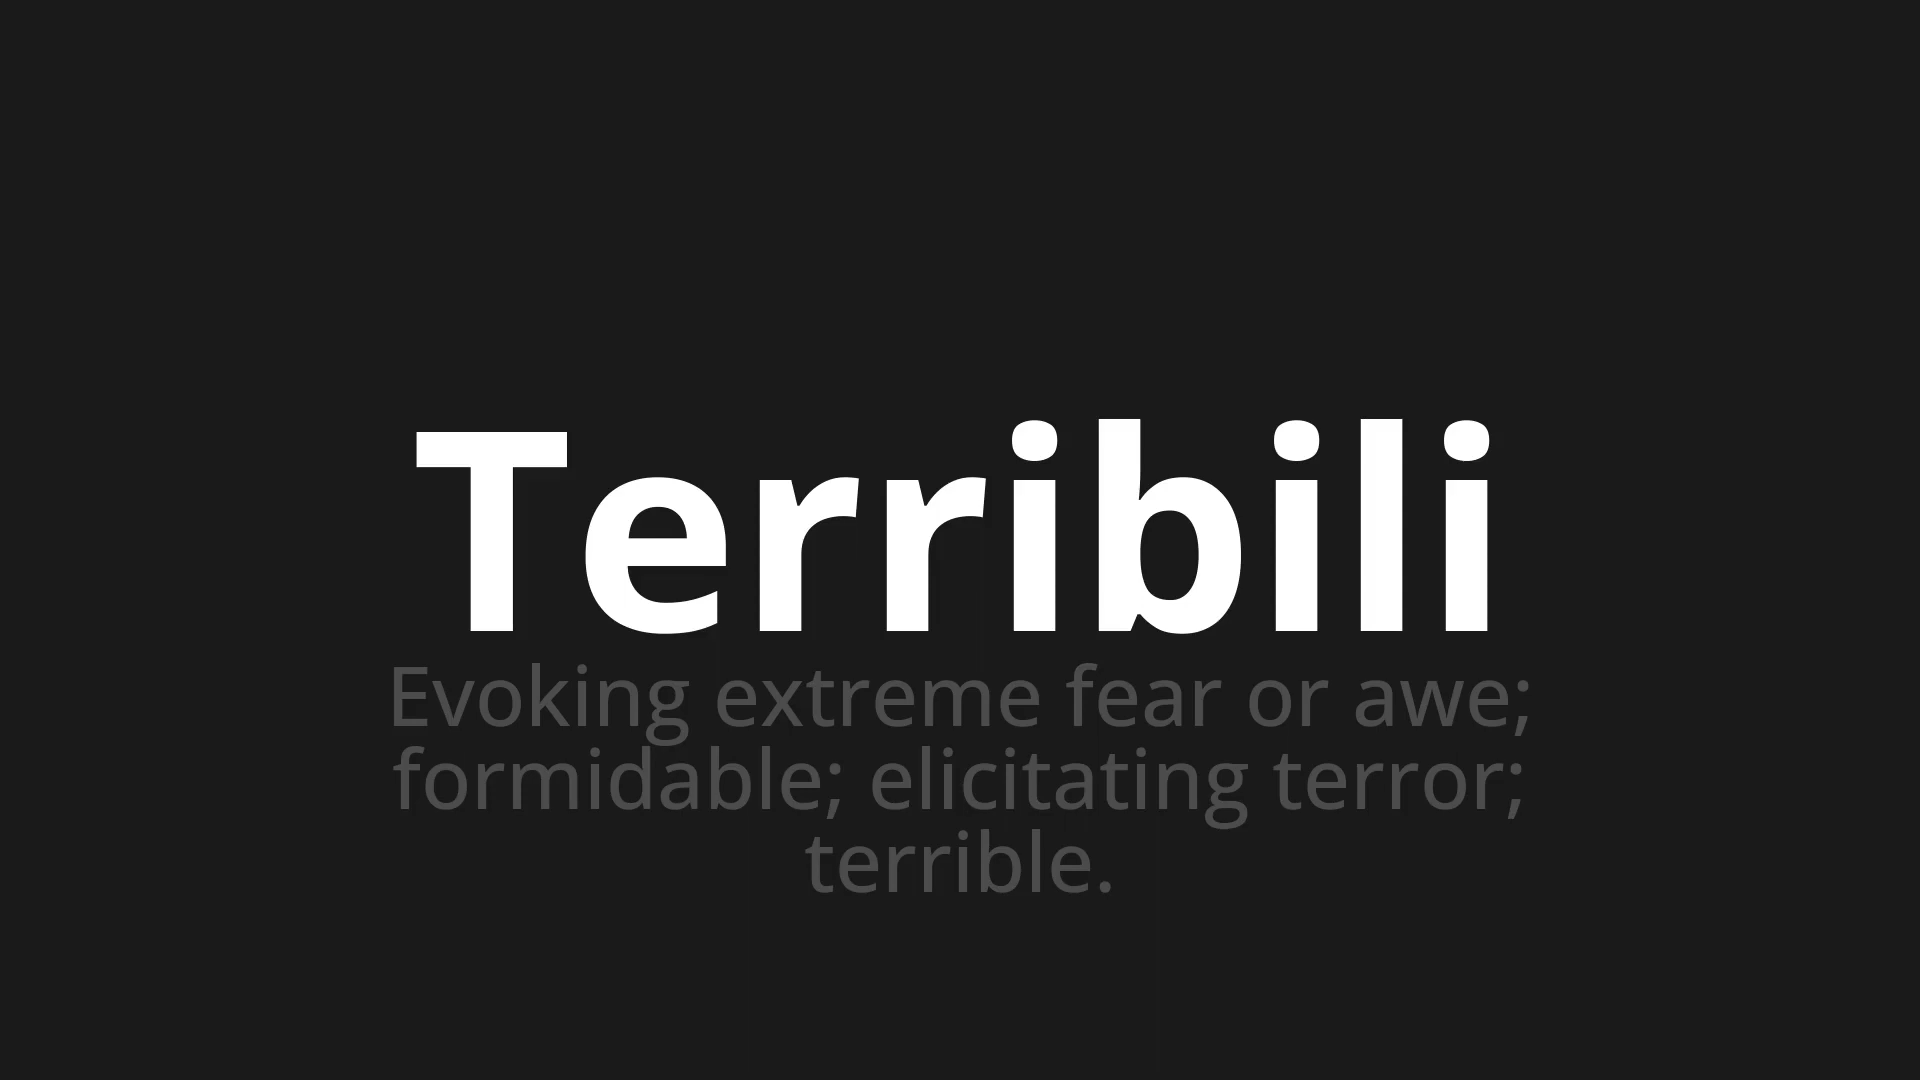 Terribili
Evoking extreme fear or awe;
formidable; elicitating terror;
terrible.